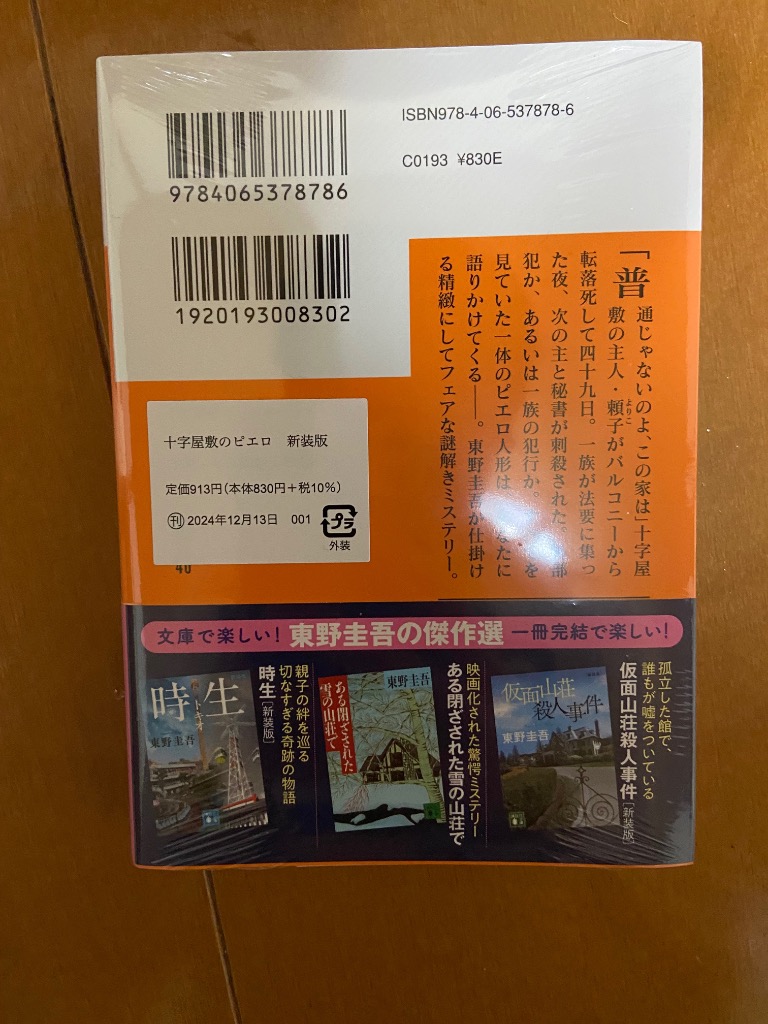 ISBN978-4-06-537878-6
C0193 ¥830E
9784065378786
1920193008302
「普通じゃないのよ、この家は」十字屋
敷の主人・頼子がバルコニーから
よりこ
転落死して四十九日。一族が法要に集っ
た夜、次の主と秘書が刺殺された。部
犯か、あるいは一族の犯行か。を
見ていた一体のピエロ人形は、なたに
語りかけてくる――。東野圭吾が仕掛け
る精緻にしてフェアな謎解きミステリー。
十字屋敷のピエロ 新装版
定価913円(本体830円+税10%)
刊 2024年12月13日 001
プラ
外装
40
文庫で楽しい! 東野圭吾の傑作選 一冊完結で楽しい!
孤立した館で、
誰もが嘘をついている
仮面山荘殺人事件[新装版]
仮面山荘
殺人事件
東野圭吾
映画化された驚愕ミステリー
ある閉ざされた雪の山荘で
東野圭吾
ある閉ざされた
雪の山荘で
親子の絆を巡る
切なすぎる奇跡の物語
時生[新装版]
時生
トキオ
東野圭吾